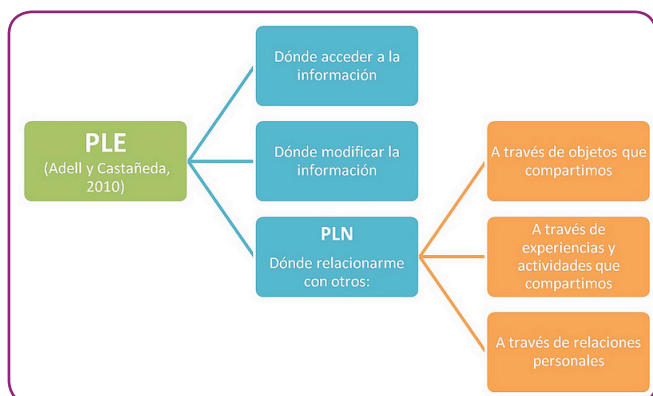 PLE
(Adell y Castañeda,
2010)
Dónde acceder a la
información
Dónde modificar la
información
PLN
Dónde relacionarme
con otros:
A través de objetos que
compartimos
A través de
experiencias y
actividades que
compartimos
A través de relaciones
personales